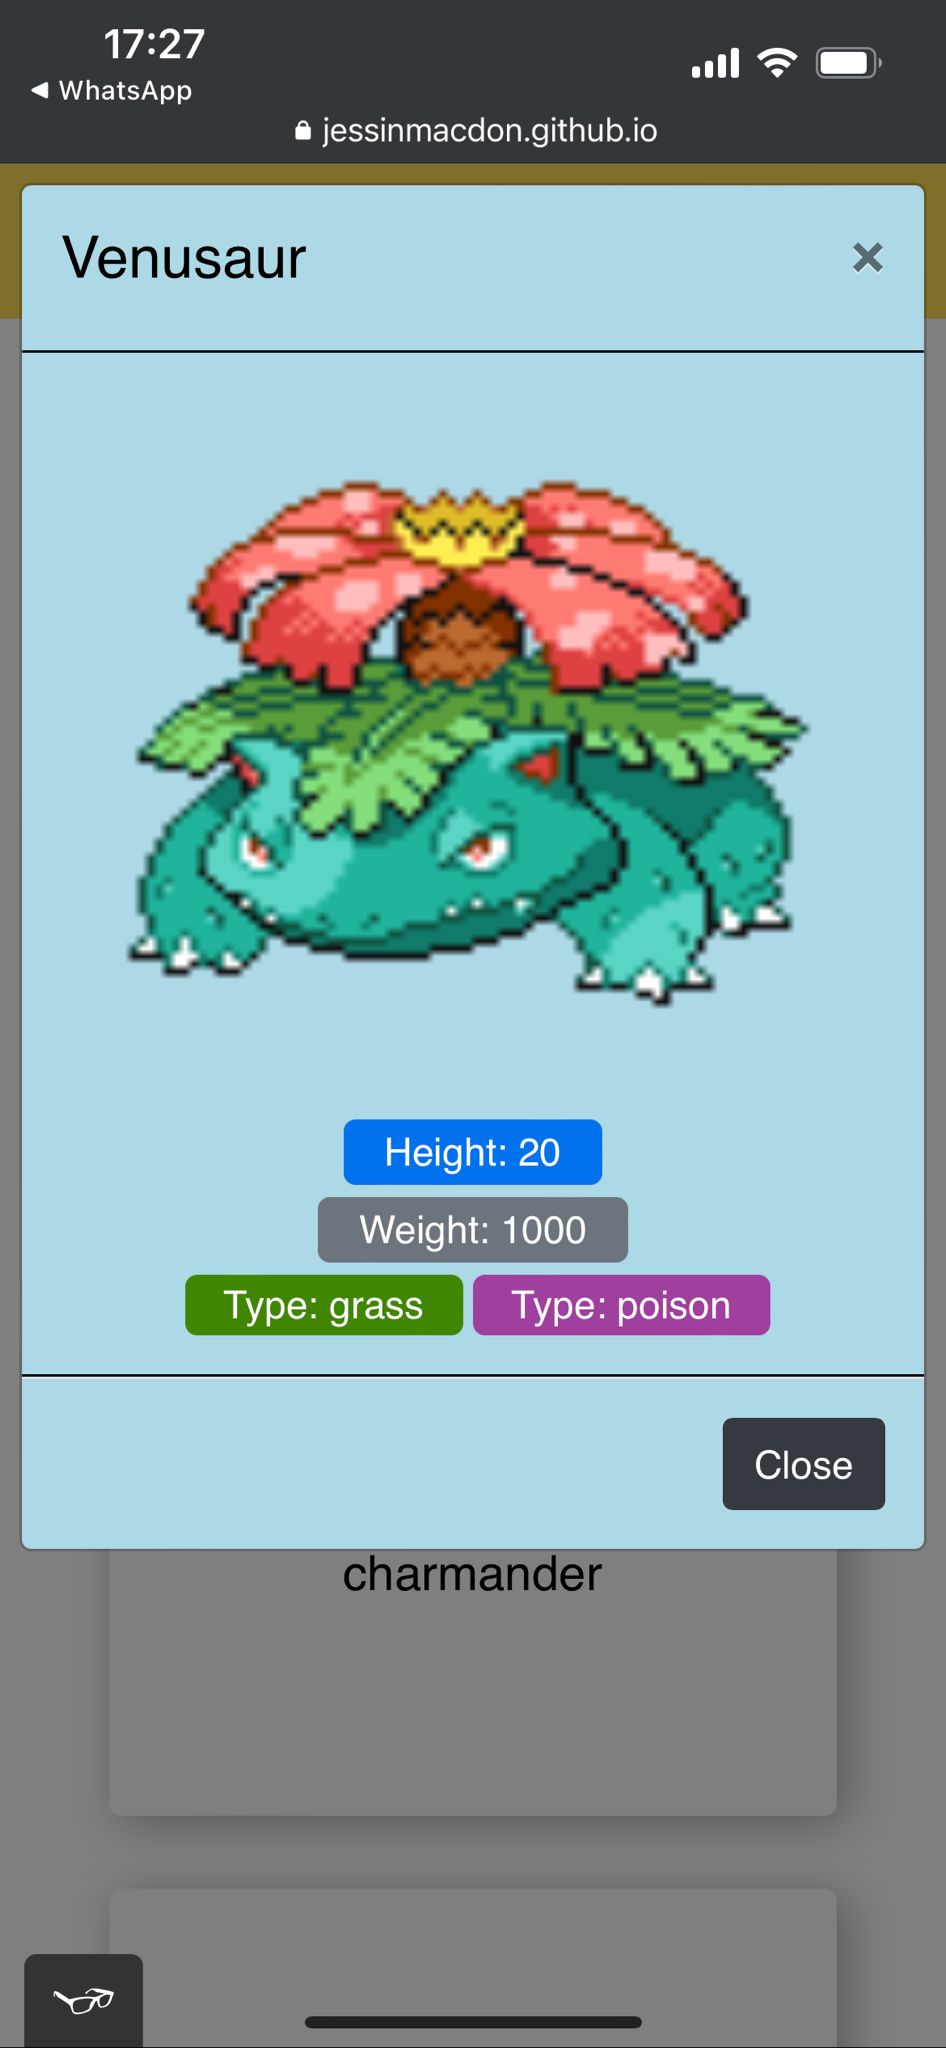 17:27
◀ WhatsApp
jessinmacdon.github.io
Venusaur
×
Height: 20
Weight: 1000
Type: grass Type: poison
Close
charmander